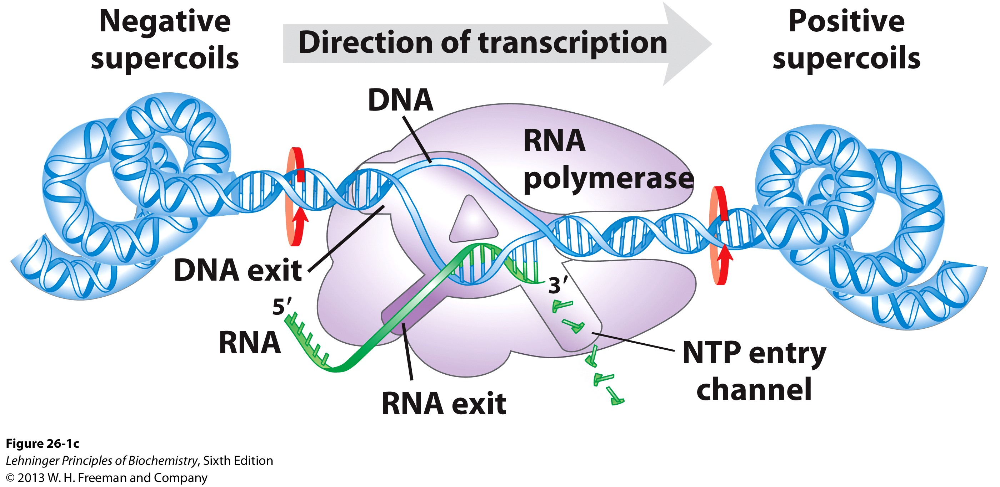 Negative
supercoils
Direction of transcription
Positive
supercoils
DNA
RNA
polymerase
DNA exit
5′
3′
RNA
NTP entry
channel
RNA exit
Figure 26-1c
Lehninger Principles of Biochemistry, Sixth Edition
© 2013 W. H. Freeman and Company